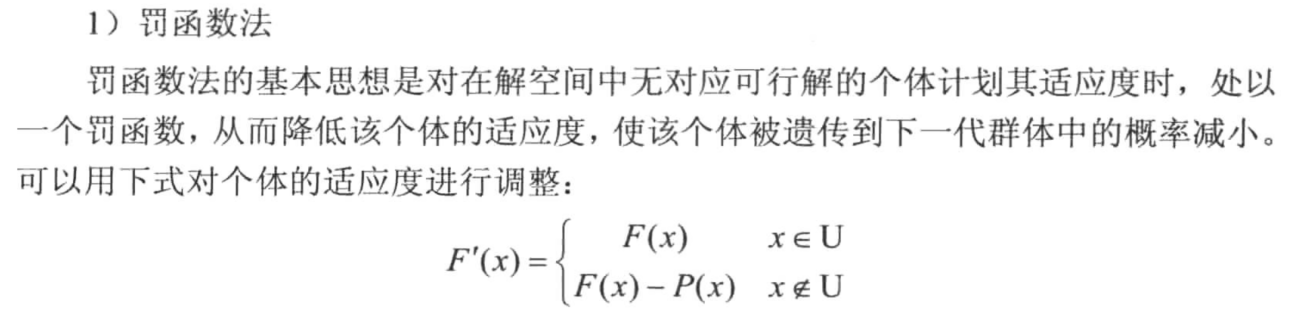 1）罚函数法
罚函数法的基本思想是对在解空间中无对应可行解的个体计划其适应度时，处以
一个罚函数，从而降低该个体的适应度，使该个体被遗传到下一代群体中的概率减小。
可以用下式对个体的适应度进行调整：
F′(x) = { F(x) x∈U
F(x) − P(x) x∉U